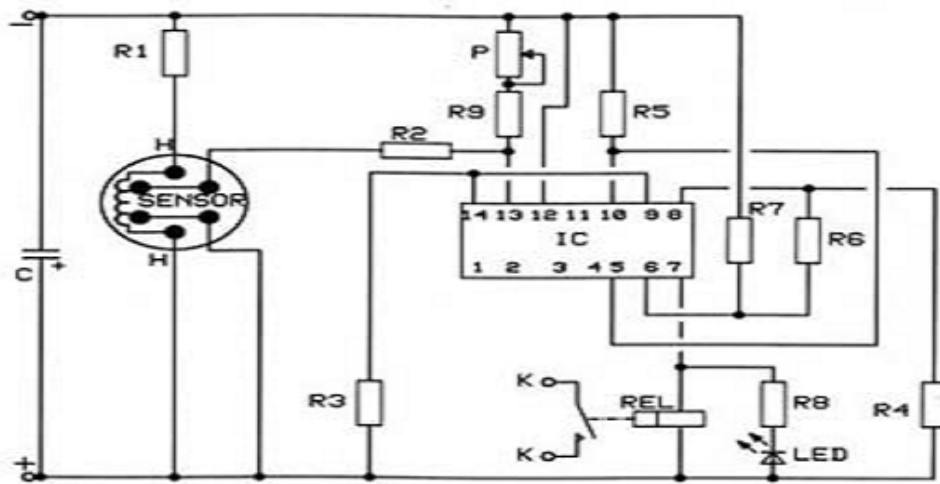 −
R1
P
R9
R5
R2
H
SENSOR
14 13 12 11 10 9 8
IC
1 2 3 4 5 6 7
R7
R6
H
C +
R3
K
REL
R8
R4
K
LED
+